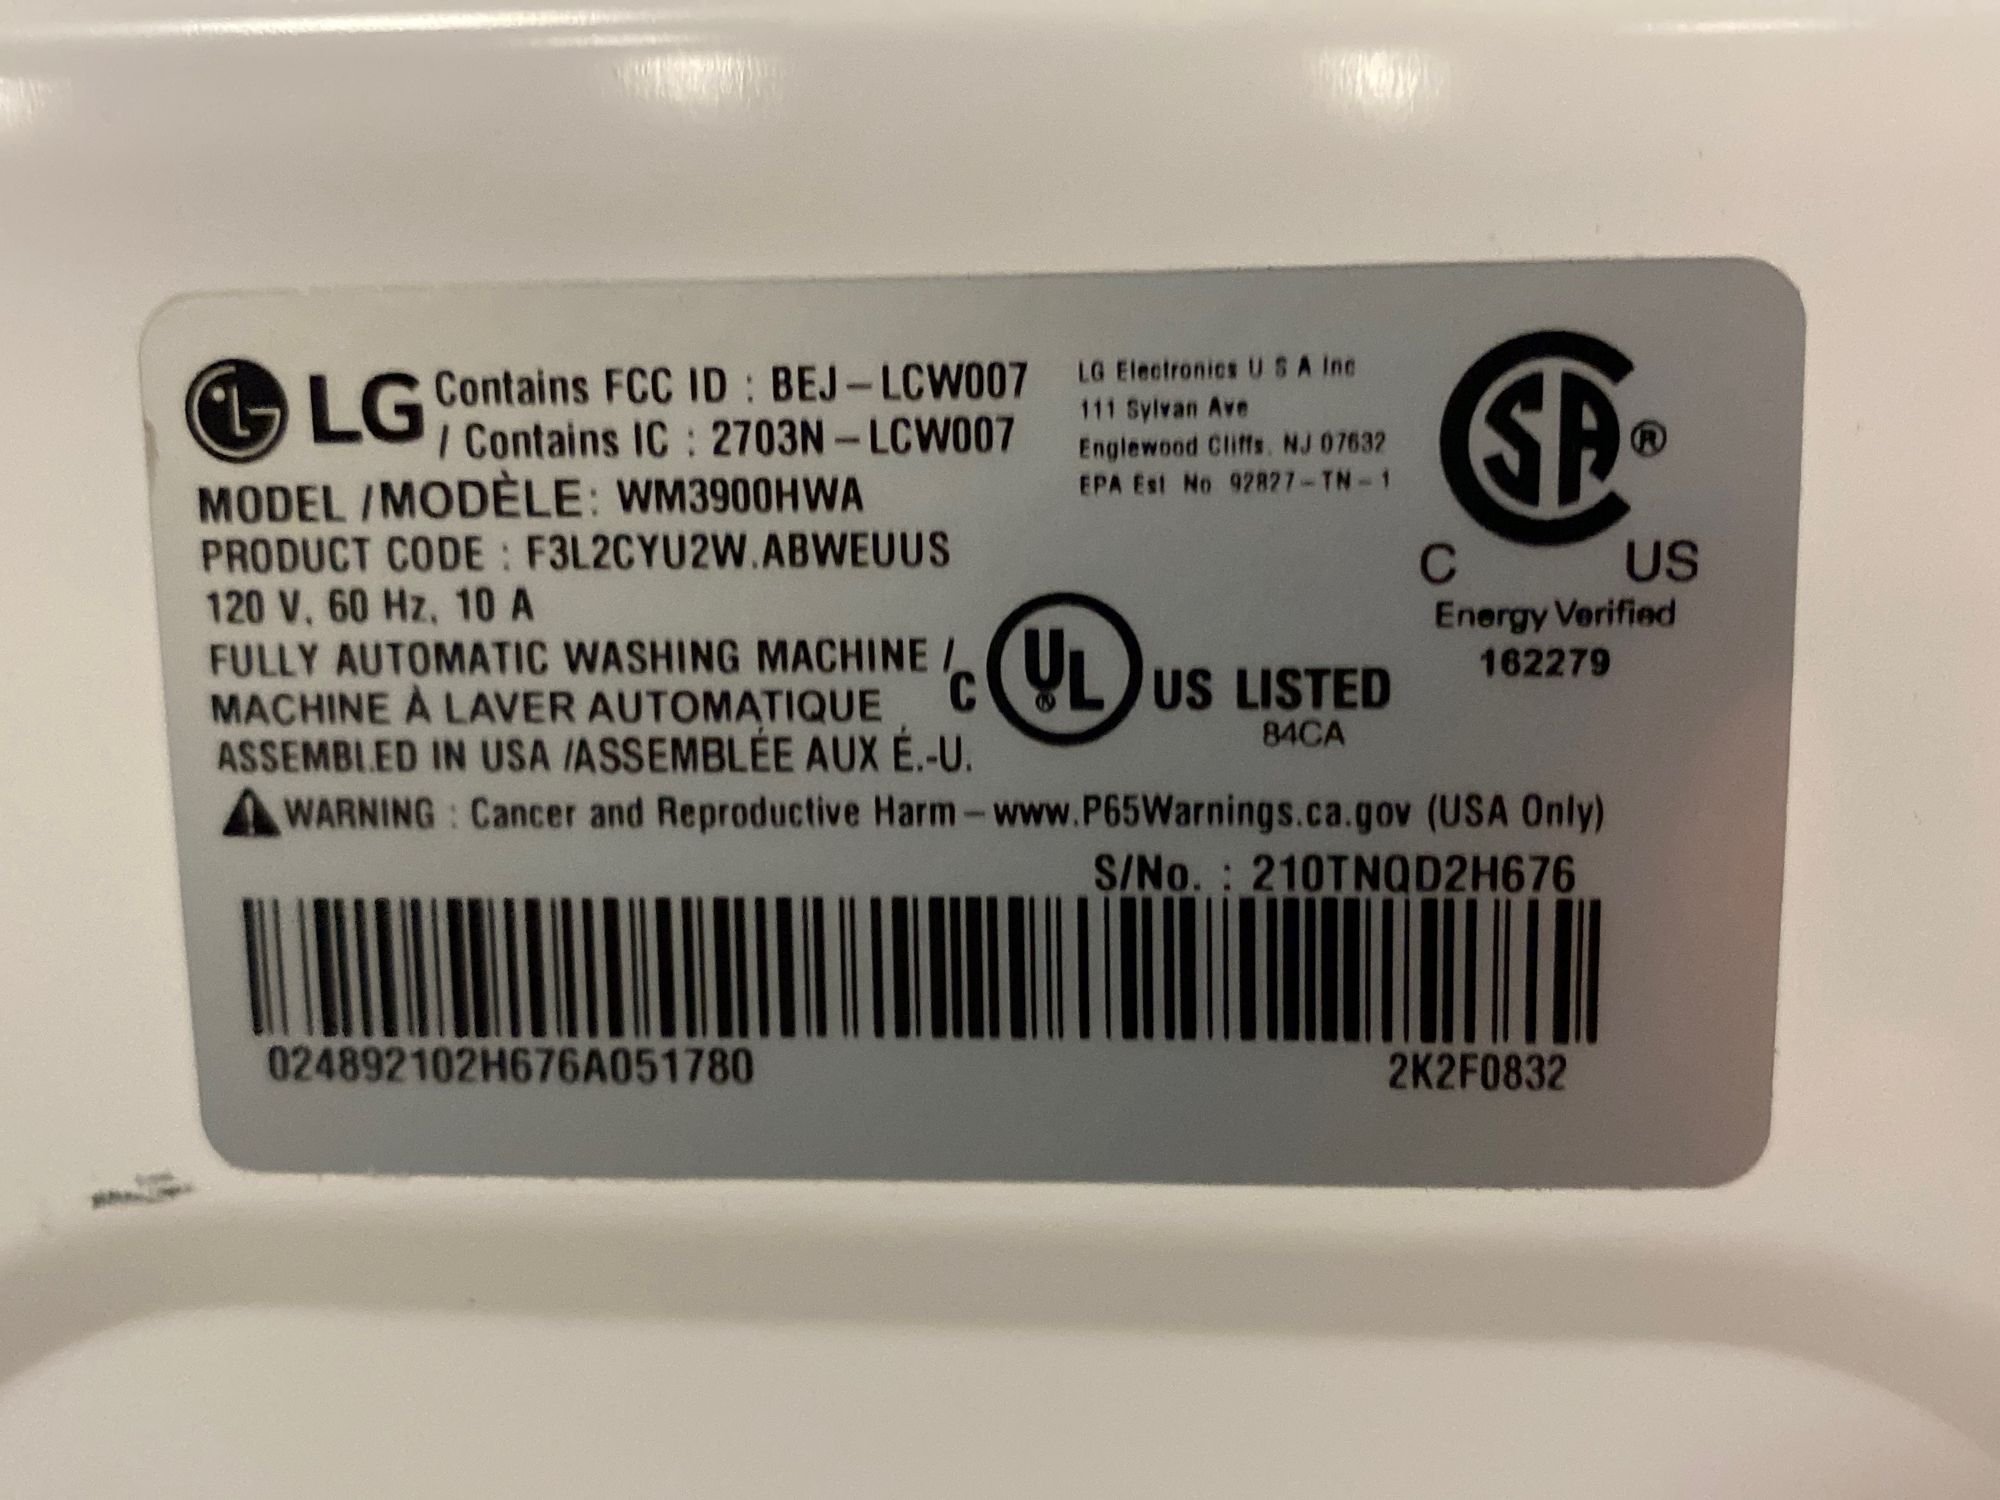 LG Contains FCC ID : BEJ–LCW007
/ Contains IC : 2703N–LCW007
MODEL /MODÈLE: WM3900HWA
PRODUCT CODE : F3L2CYU2W.ABWEUUS
120 V, 60 Hz, 10 A
FULLY AUTOMATIC WASHING MACHINE /
MACHINE À LAVER AUTOMATIQUE
ASSEMBLED IN USA /ASSEMBLÉE AUX É.-U.
LG Electronics U S A Inc
111 Sylvan Ave
Englewood Cliffs, NJ 07632
EPA Est No 92827–TN–1
CSA ®
C US
Energy Verified
162279
C UL ® US LISTED
84CA
WARNING : Cancer and Reproductive Harm – www.P65Warnings.ca.gov (USA Only)
S/No. : 210TNQD2H676
024892102H676A051780
2K2F0832